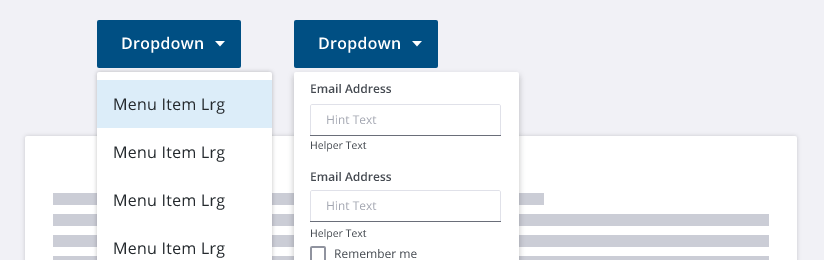 Dropdown
Menu Item Lrg
Menu Item Lrg
Menu Item Lrg
Menu Item Lrg
Dropdown
Email Address
Hint Text
Helper Text
Email Address
Hint Text
Helper Text
Remember me